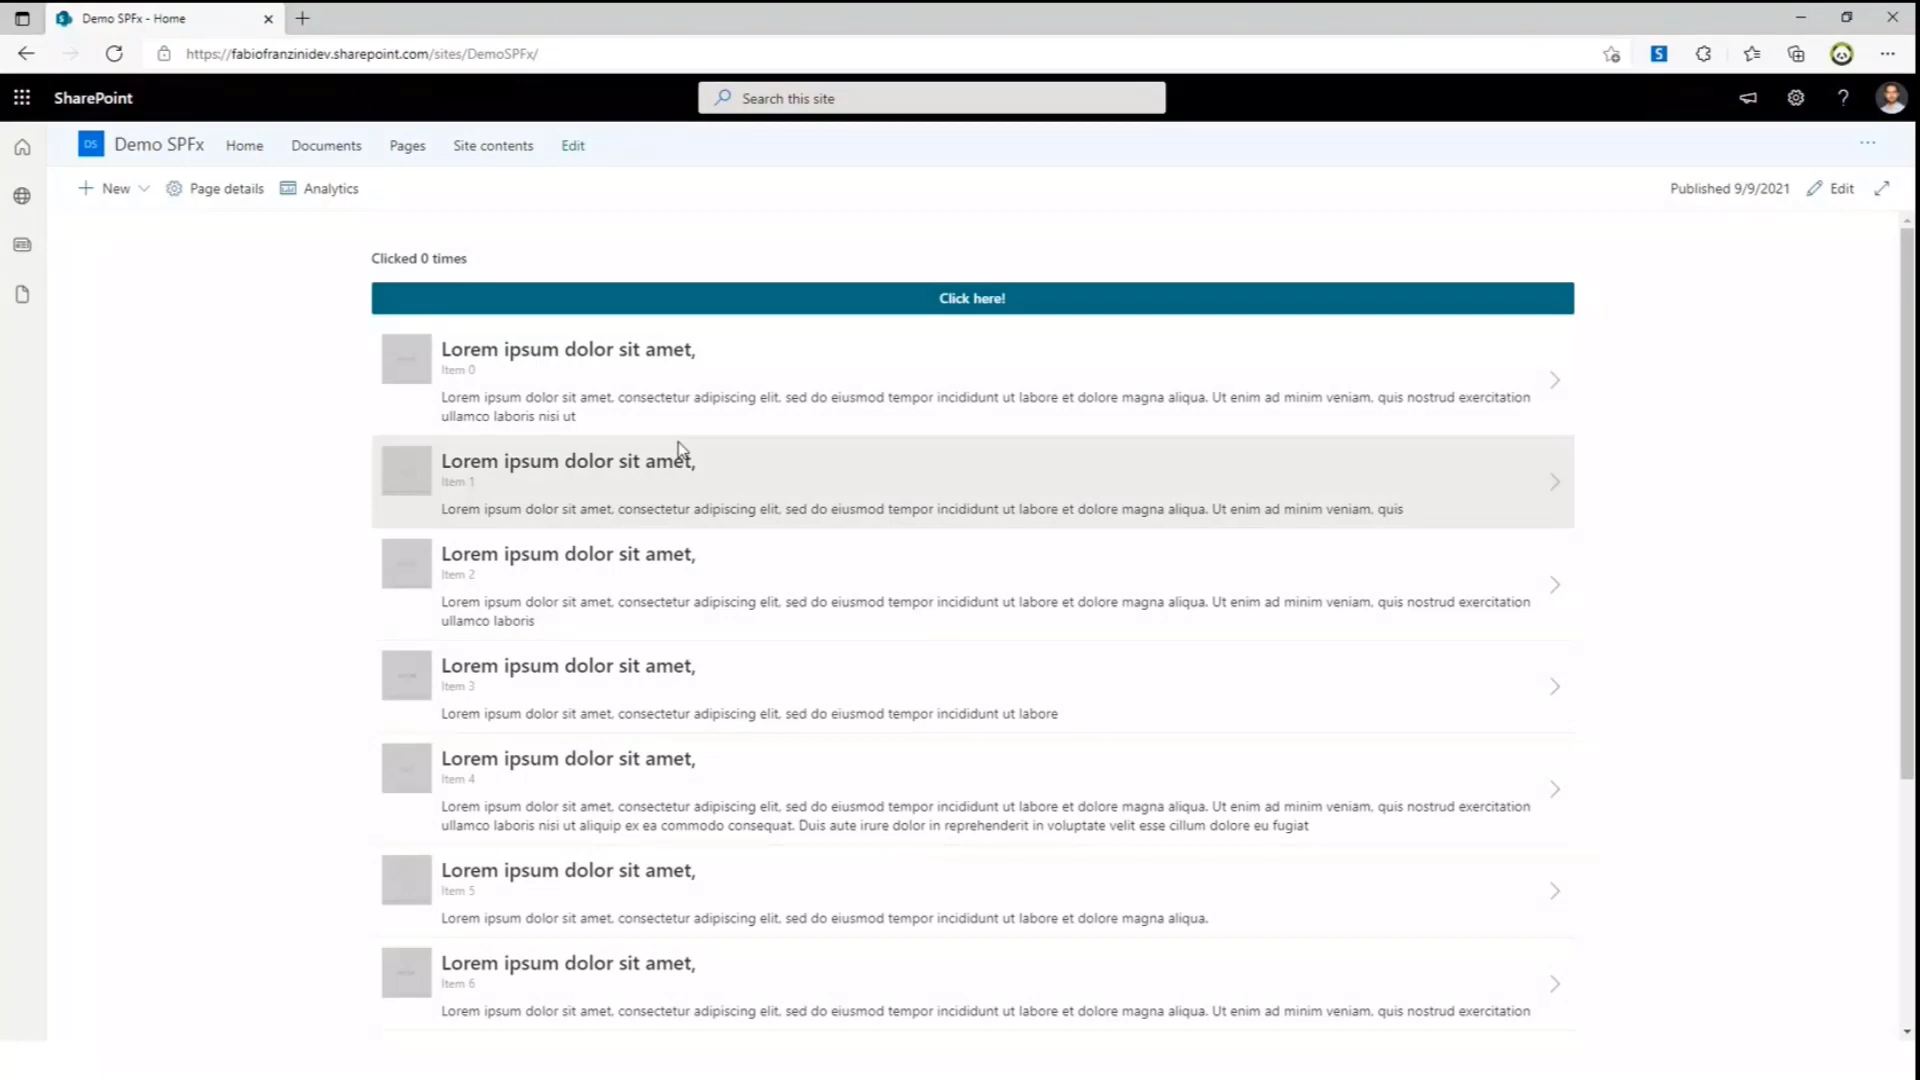 Demo SPFx - Home
https://fabiofranzinidev.sharepoint.com/sites/DemoSPFx/
S
SharePoint
Search this site
DS
Demo SPFx
Home
Documents
Pages
Site contents
Edit
New
Page details
Analytics
Published 9/9/2021
Edit
Clicked 0 times
Click here!
Lorem ipsum dolor sit amet,
Item 0
Lorem ipsum dolor sit amet, consectetur adipiscing elit, sed do eiusmod tempor incididunt ut labore et dolore magna aliqua. Ut enim ad minim veniam, quis nostrud exercitation
ullamco laboris nisi ut
Lorem ipsum dolor sit amet,
Item 1
Lorem ipsum dolor sit amet, consectetur adipiscing elit, sed do eiusmod tempor incididunt ut labore et dolore magna aliqua. Ut enim ad minim veniam, quis
Lorem ipsum dolor sit amet,
Item 2
Lorem ipsum dolor sit amet, consectetur adipiscing elit, sed do eiusmod tempor incididunt ut labore et dolore magna aliqua. Ut enim ad minim veniam, quis nostrud exercitation
ullamco laboris
Lorem ipsum dolor sit amet,
Item 3
Lorem ipsum dolor sit amet, consectetur adipiscing elit, sed do eiusmod tempor incididunt ut labore
Lorem ipsum dolor sit amet,
Item 4
Lorem ipsum dolor sit amet, consectetur adipiscing elit, sed do eiusmod tempor incididunt ut labore et dolore magna aliqua. Ut enim ad minim veniam, quis nostrud exercitation
ullamco laboris nisi ut aliquip ex ea commodo consequat. Duis aute irure dolor in reprehenderit in voluptate velit esse cillum dolore eu fugiat
Lorem ipsum dolor sit amet,
Item 5
Lorem ipsum dolor sit amet, consectetur adipiscing elit, sed do eiusmod tempor incididunt ut labore et dolore magna aliqua.
Lorem ipsum dolor sit amet,
Item 6
Lorem ipsum dolor sit amet, consectetur adipiscing elit, sed do eiusmod tempor incididunt ut labore et dolore magna aliqua. Ut enim ad minim veniam, quis nostrud exercitation